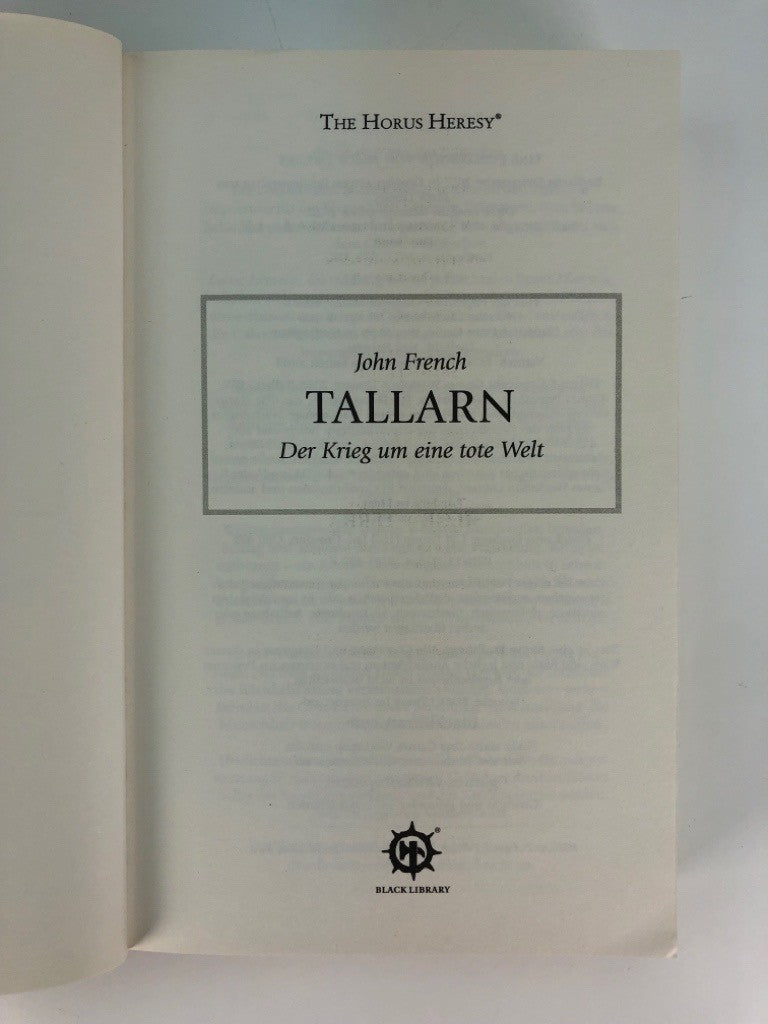 THE HORUS HERESY®
John French
TALLARN
Der Krieg um eine tote Welt
®
BLACK LIBRARY